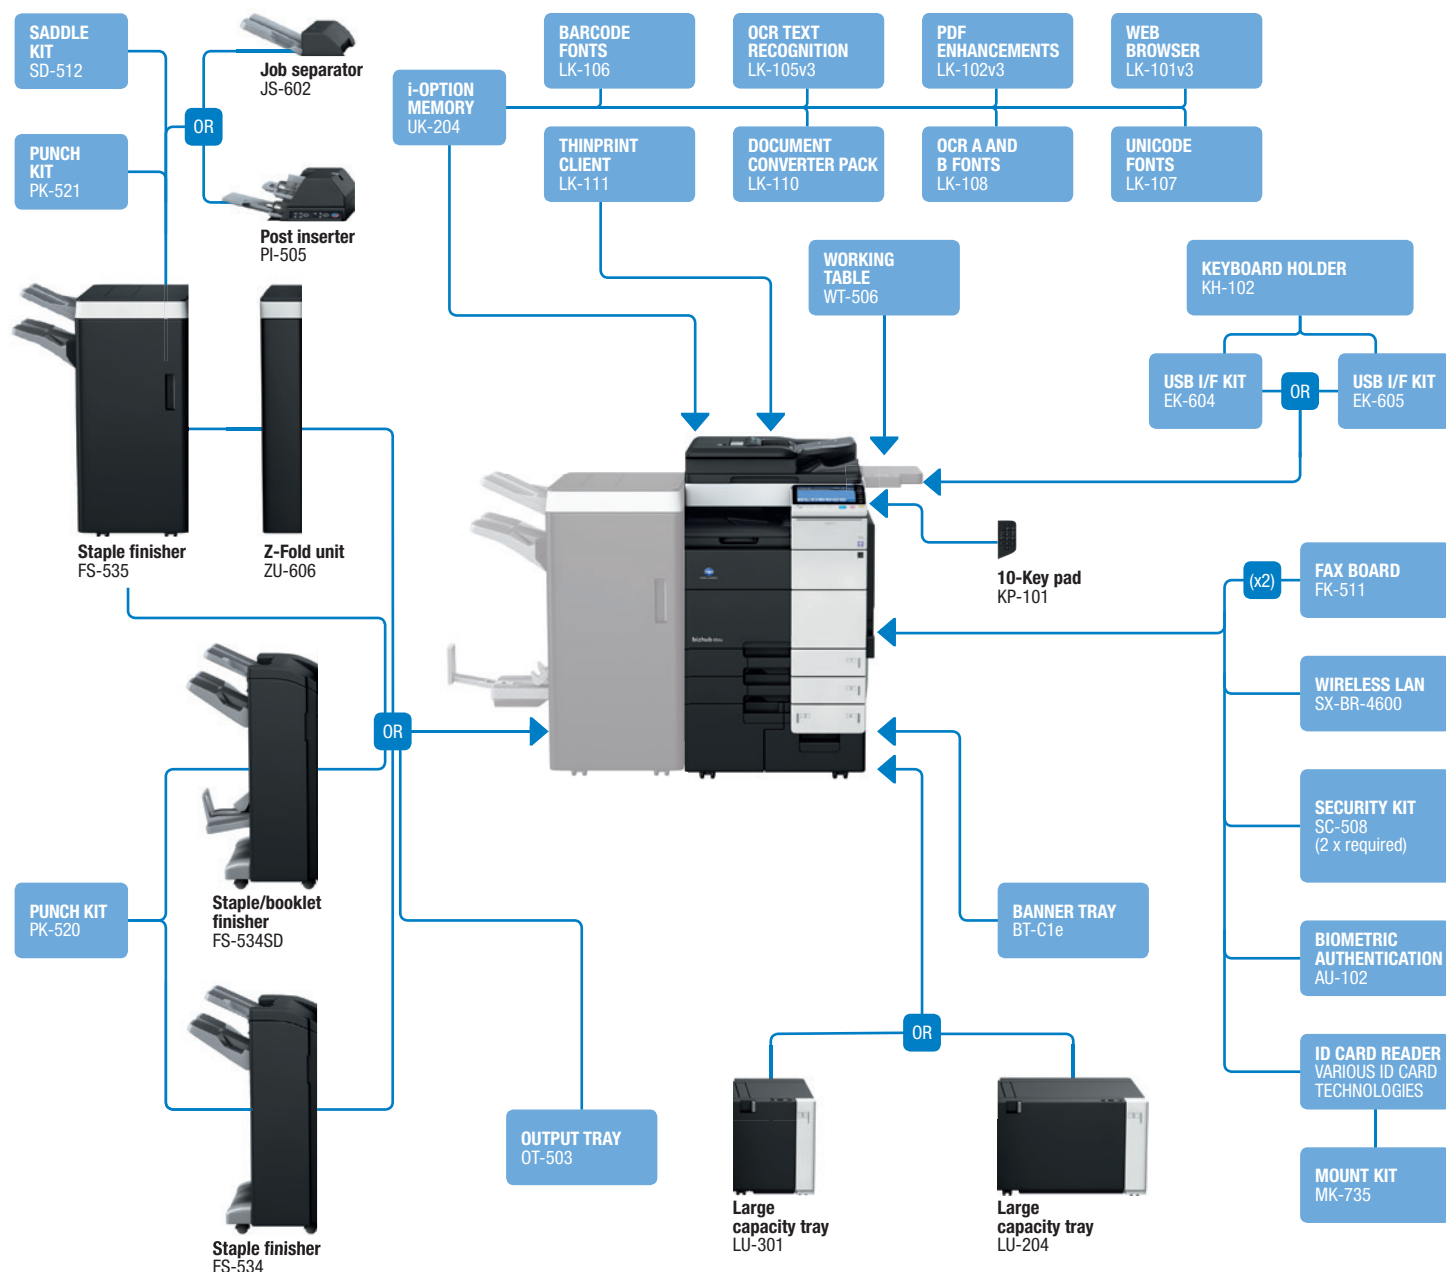 SADDLE
KIT
SD-512
Job separator
JS-602
BARCODE
FONTS
LK-106
OCR TEXT
RECOGNITION
LK-105v3
PDF
ENHANCEMENTS
LK-102v3
WEB
BROWSER
LK-101v3
i-OPTION
MEMORY
UK-204
OR
PUNCH
KIT
PK-521
THINPRINT
CLIENT
LK-111
DOCUMENT
CONVERTER PACK
LK-110
OCR A AND
B FONTS
LK-108
UNICODE
FONTS
LK-107
Post inserter
PI-505
WORKING
TABLE
WT-506
KEYBOARD HOLDER
KH-102
USB I/F KIT
EK-604
OR
USB I/F KIT
EK-605
Staple finisher
FS-535
Z-Fold unit
ZU-606
10-Key pad
KP-101
(x2)
FAX BOARD
FK-511
bizhub
WIRELESS LAN
SX-BR-4600
OR
SECURITY KIT
SC-508
(2 x required)
Staple/booklet
finisher
FS-534SD
PUNCH KIT
PK-520
BANNER TRAY
BT-C1e
BIOMETRIC
AUTHENTICATION
AU-102
OR
ID CARD READER
VARIOUS ID CARD
TECHNOLOGIES
OUTPUT TRAY
OT-503
MOUNT KIT
MK-735
Large
capacity tray
LU-301
Large
capacity tray
LU-204
Staple finisher
FS-534